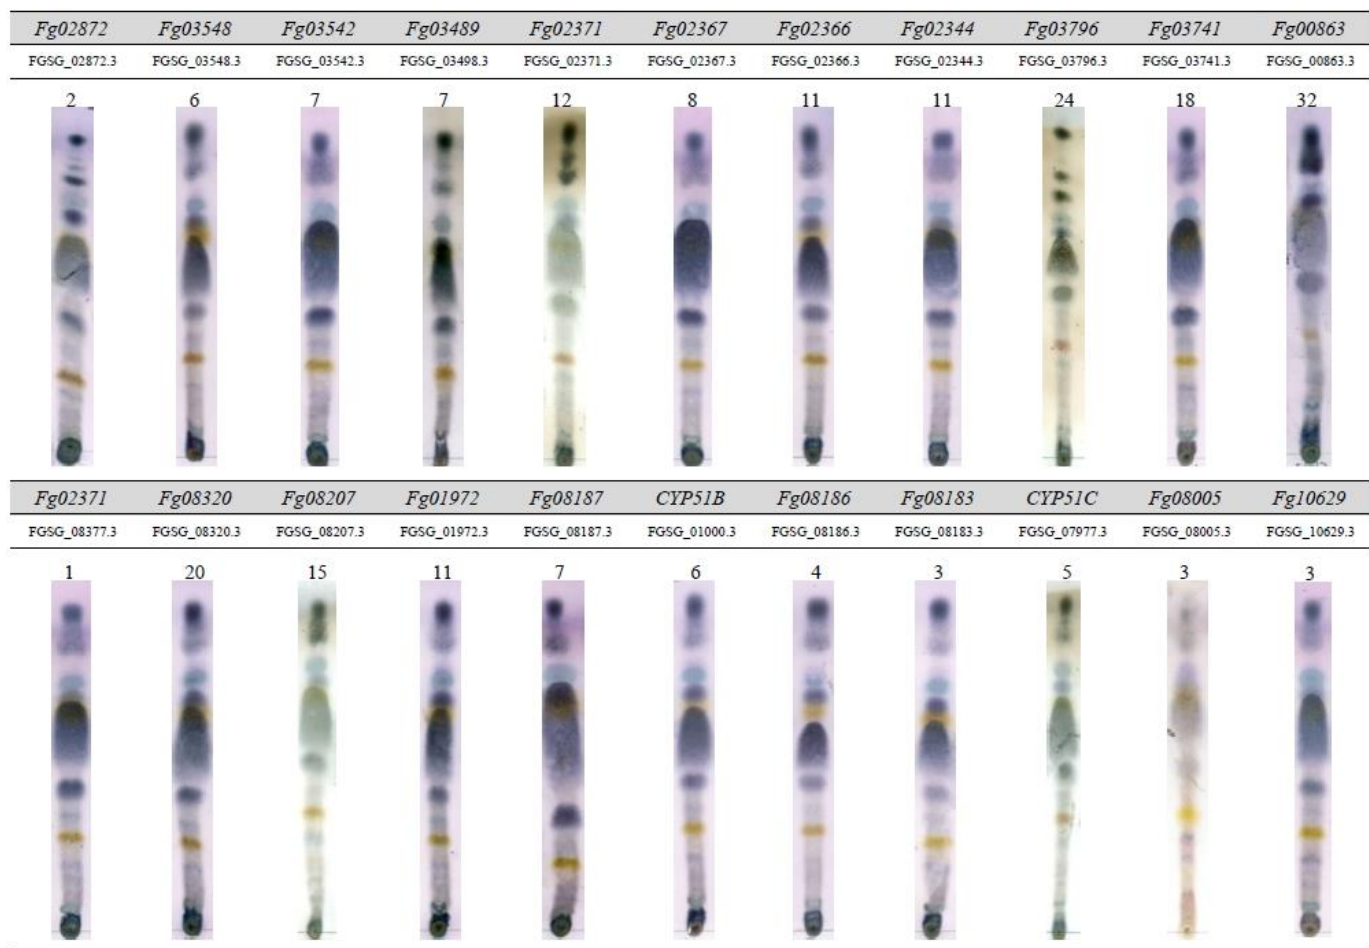 Fg02872 Fg03548 Fg03542 Fg03489 Fg02371 Fg02367 Fg02366 Fg02344 Fg03796 Fg03741 Fg00863
FGSG_02872.3 FGSG_03548.3 FGSG_03542.3 FGSG_03498.3 FGSG_02371.3 FGSG_02367.3 FGSG_02366.3 FGSG_02344.3 FGSG_03796.3 FGSG_03741.3 FGSG_00863.3
2 6 7 7 12 8 11 11 24 18 32
Fg02371 Fg08320 Fg08207 Fg01972 Fg08187 CYP51B Fg08186 Fg08183 CYP51C Fg08005 Fg10629
FGSG_08377.3 FGSG_08320.3 FGSG_08207.3 FGSG_01972.3 FGSG_08187.3 FGSG_01000.3 FGSG_08186.3 FGSG_08183.3 FGSG_07977.3 FGSG_08005.3 FGSG_10629.3
1 20 15 11 7 6 4 3 5 3 3